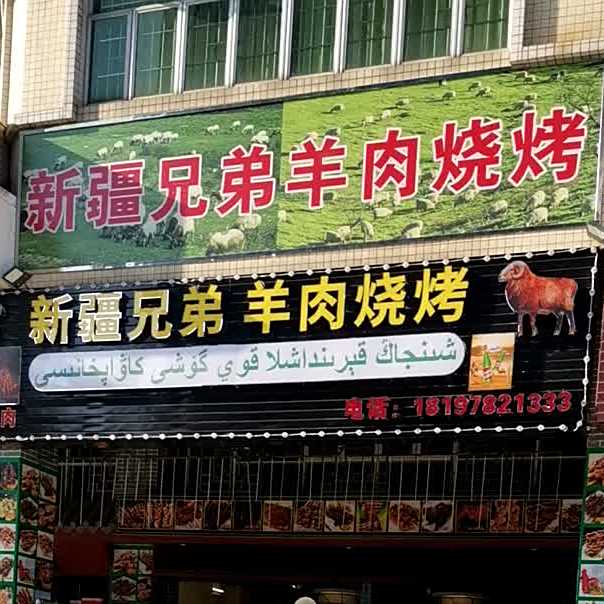 新疆兄弟羊肉烧烤
新疆兄弟 羊肉烧烤
شىنجاڭ قېرىنداشلا قوي گۆشى كاۋاپخانىسى
电话: 18197821333
肉